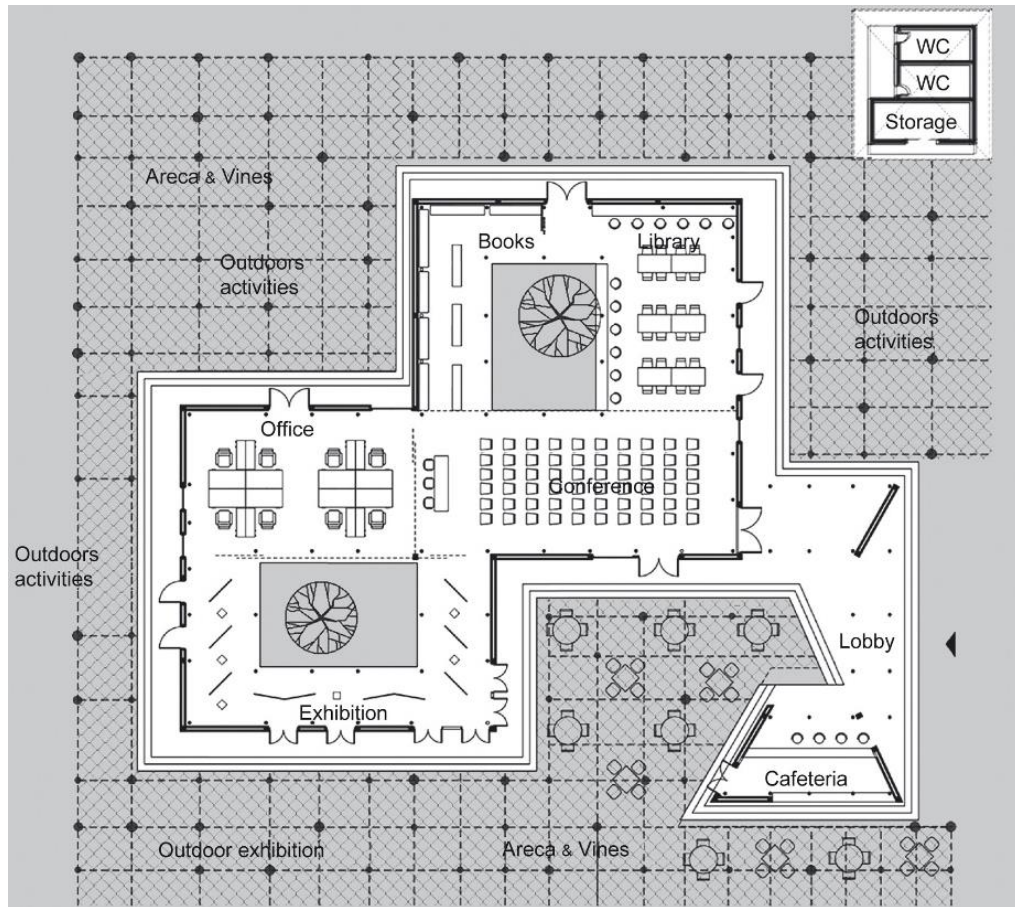 WC
WC
Storage
Areca & Vines
Books
Library
Outdoors
activities
Outdoors
activities
Office
Conference
Outdoors
activities
Lobby
Exhibition
Cafeteria
Outdoor exhibition
Areca & Vines